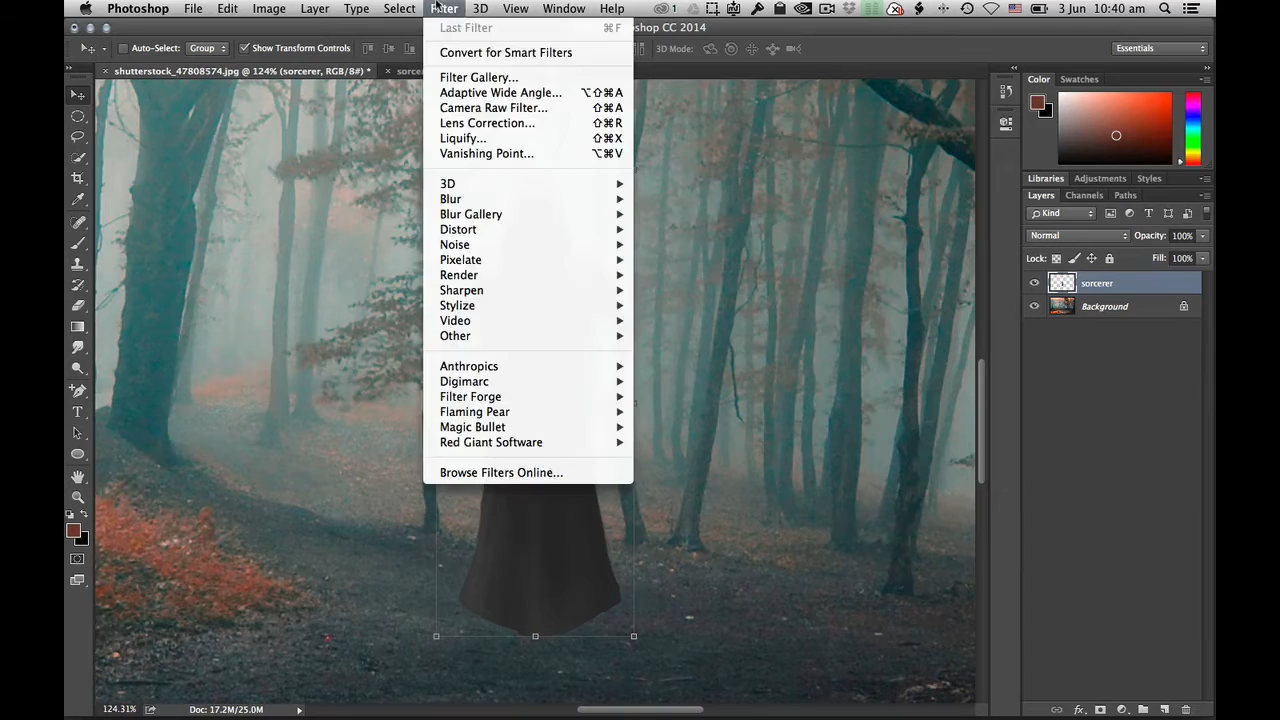 Photoshop File Edit Image Layer Type Select Filter 3D View Window Help 1 3 Jun 10:40 am
shop CC 2014
Auto-Select: Group Show Transform Controls 3D Mode: Essentials
shutterstock_47808574.jpg @ 124% (sorcerer, RGB/8#) * sorcer
Last Filter ⌘F
Convert for Smart Filters
Filter Gallery...
Adaptive Wide Angle... ⌥⇧⌘A
Camera Raw Filter... ⇧⌘A
Lens Correction... ⇧⌘R
Liquify... ⇧⌘X
Vanishing Point... ⌥⌘V
3D
Blur
Blur Gallery
Distort
Noise
Pixelate
Render
Sharpen
Stylize
Video
Other
Anthropics
Digimarc
Filter Forge
Flaming Pear
Magic Bullet
Red Giant Software
Browse Filters Online...
Color Swatches
Libraries Adjustments Styles
Layers Channels Paths
Kind
Normal Opacity: 100%
Lock: Fill: 100%
sorcerer
Background
124.31% Doc: 17.2M/25.0M